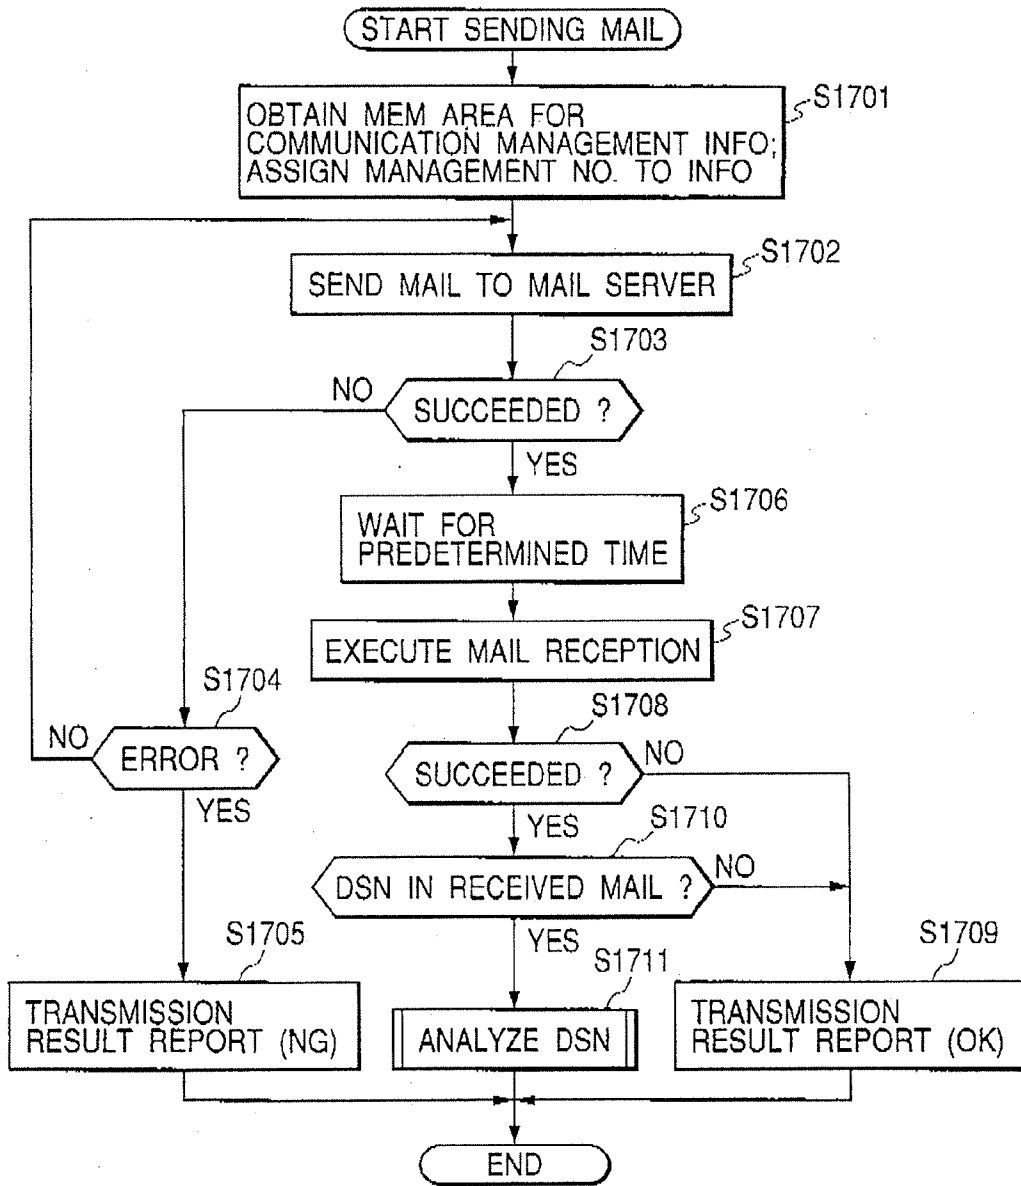 START SENDING MAIL
S1701
OBTAIN MEM AREA FOR
COMMUNICATION MANAGEMENT INFO;
ASSIGN MANAGEMENT NO. TO INFO
S1702
SEND MAIL TO MAIL SERVER
S1703
NO
SUCCEEDED ?
YES
S1706
WAIT FOR
PREDETERMINED TIME
S1707
EXECUTE MAIL RECEPTION
S1704
S1708
NO
ERROR ?
SUCCEEDED ?
NO
YES
YES
S1710
DSN IN RECEIVED MAIL ?
NO
YES
S1705
S1711
S1709
TRANSMISSION
RESULT REPORT (NG)
ANALYZE DSN
TRANSMISSION
RESULT REPORT (OK)
END